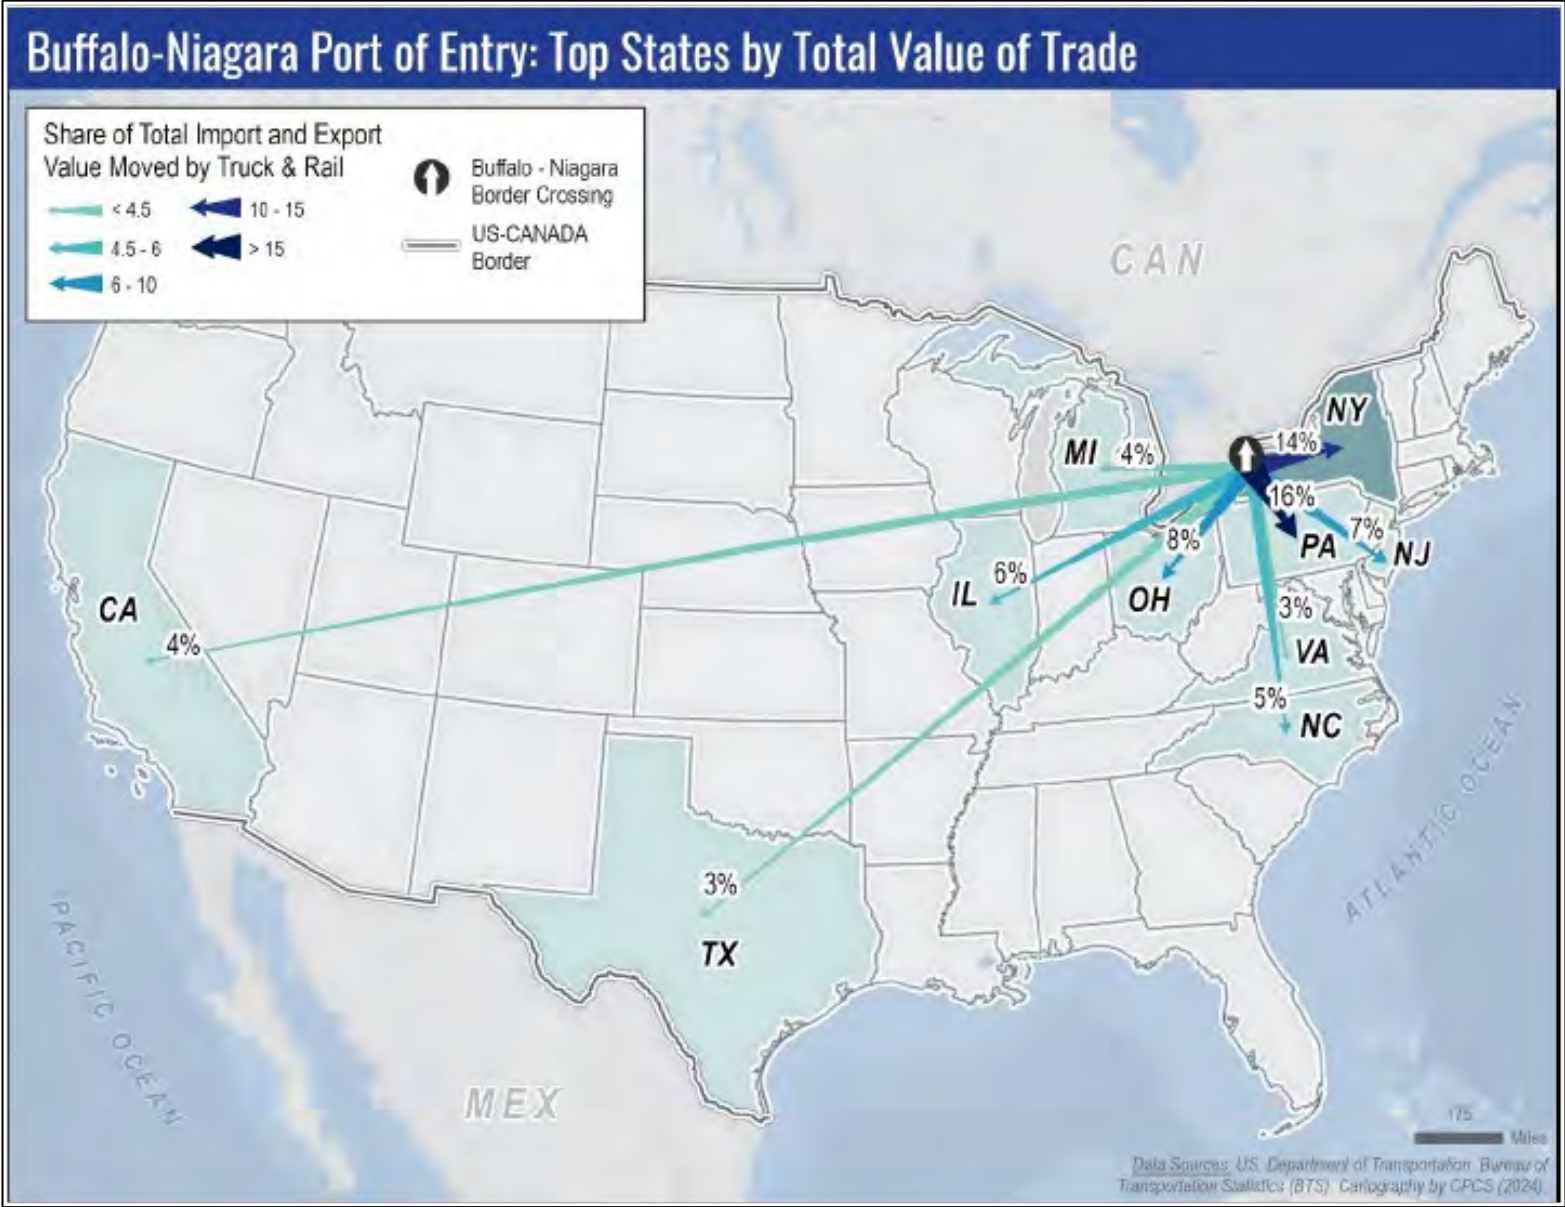 Buffalo-Niagara Port of Entry: Top States by Total Value of Trade
Share of Total Import and Export
Value Moved by Truck & Rail
< 4.5
4.5 - 6
6 - 10
10 - 15
> 15
Buffalo - Niagara
Border Crossing
US-CANADA
Border
CAN
NY
14%
MI
4%
16%
7%
PA
NJ
8%
OH
6%
IL
3%
VA
5%
NC
CA
4%
3%
TX
MEX
PACIFIC OCEAN
ATLANTIC OCEAN
175
Miles
Data Sources: US. Department of Transportation. Bureau of
Transportation Statistics (BTS). Cartography by CPCS (2024).